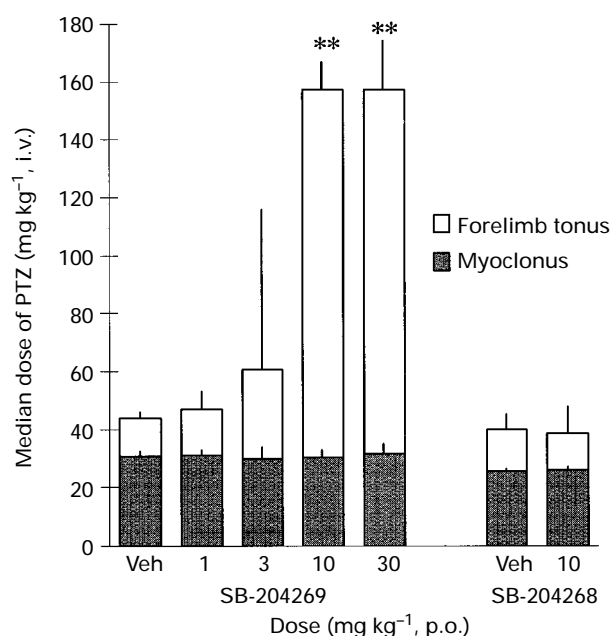 180
160
140
120
100
80
60
40
20
0
Median dose of PTZ (mg kg⁻¹, i.v.)
** **
Forelimb tonus
Myoclonus
Veh 1 3 10 30 Veh 10
SB-204269 SB-204268
Dose (mg kg⁻¹, p.o.)